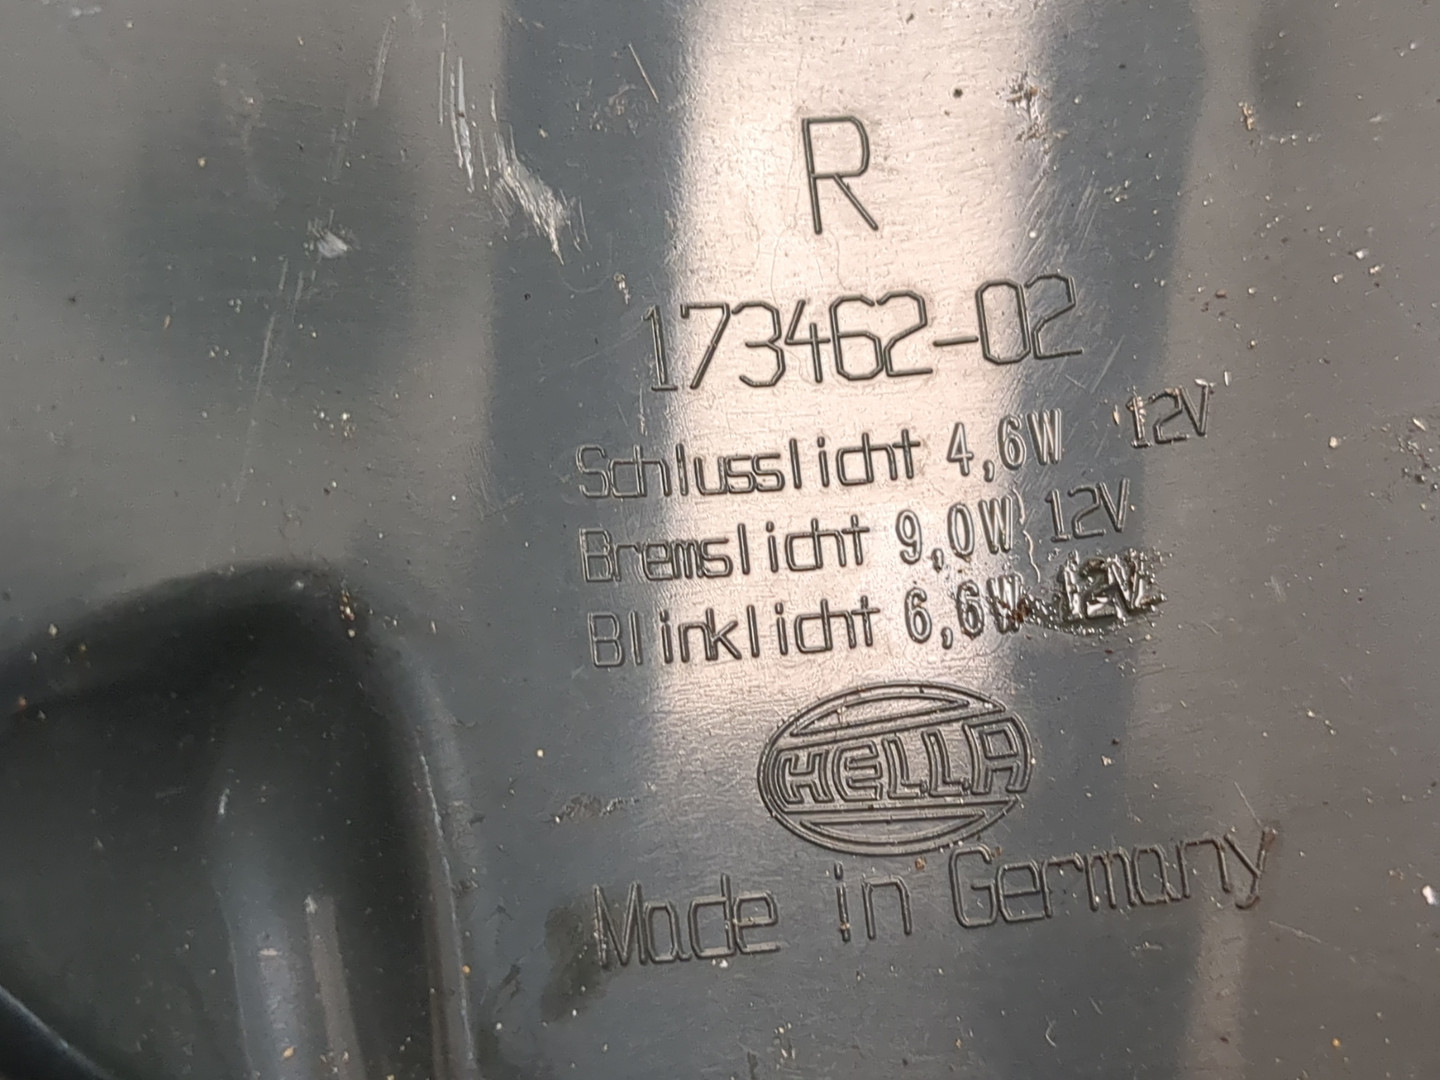 R
173462-02
Schlusslicht 4,6W 12V
Bremslicht 9,0W 12V
Blinklicht 6,6W 12V
HELLA
Made in Germany